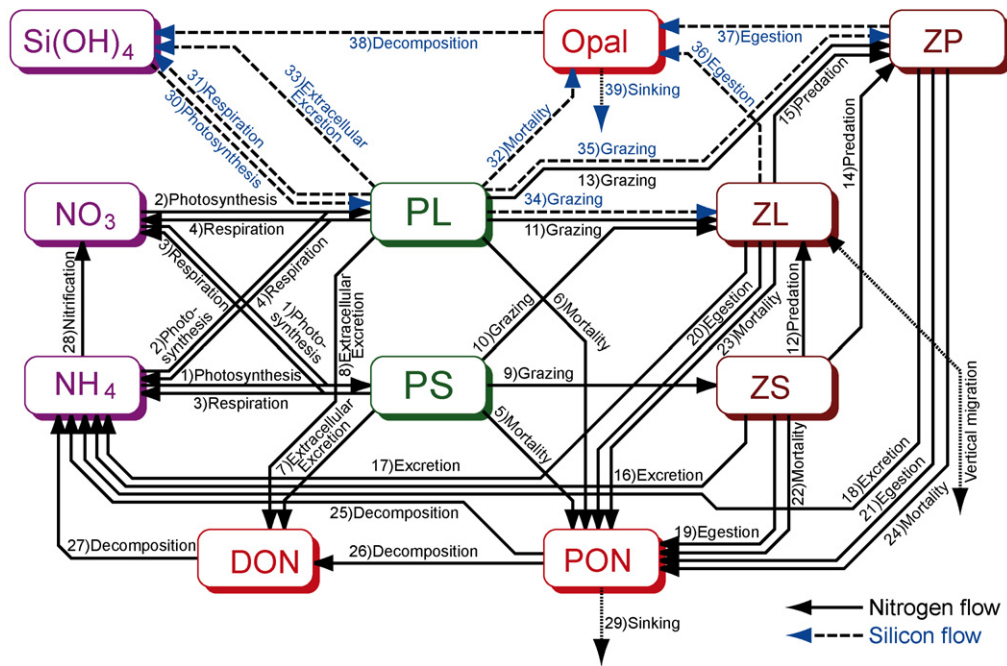 Si(OH)4
Opal
ZP
38)Decomposition
37)Egestion
36)Egestion
39)Sinking
15)Predation
33)Extracellular
Excretion
31)Respiration
30)Photosynthesis
32)Mortality
35)Grazing
13)Grazing
14)Predation
NO3
2)Photosynthesis
4)Respiration
PL
34)Grazing
11)Grazing
ZL
3)Respiration
4)Respiration
28)Nitrification
2)Photo-
synthesis
1)Photo-
synthesis
8)Extracellular
Excretion
6)Mortality
10)Grazing
20)Egestion
23)Mortality
12)Predation
NH4
1)Photosynthesis
3)Respiration
PS
9)Grazing
ZS
Vertical migration
7)Extracellular
Excretion
5)Mortality
22)Mortality
17)Excretion
16)Excretion
18)Excretion
21)Egestion
24)Mortality
25)Decomposition
19)Egestion
27)Decomposition
DON
26)Decomposition
PON
29)Sinking
Nitrogen flow
Silicon flow